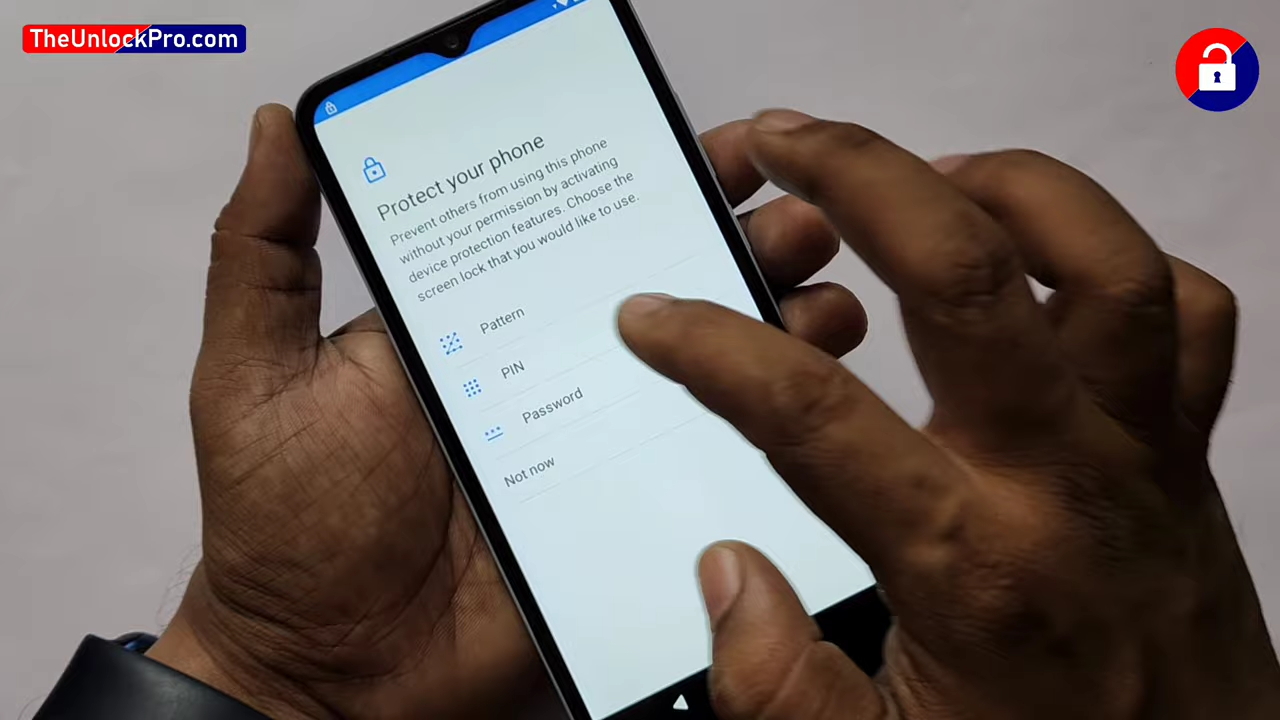 TheUnlockPro.com
Protect your phone
Prevent others from using this phone
without your permission by activating
device protection features. Choose the
screen lock that you would like to use.
Pattern
PIN
Password
Not now